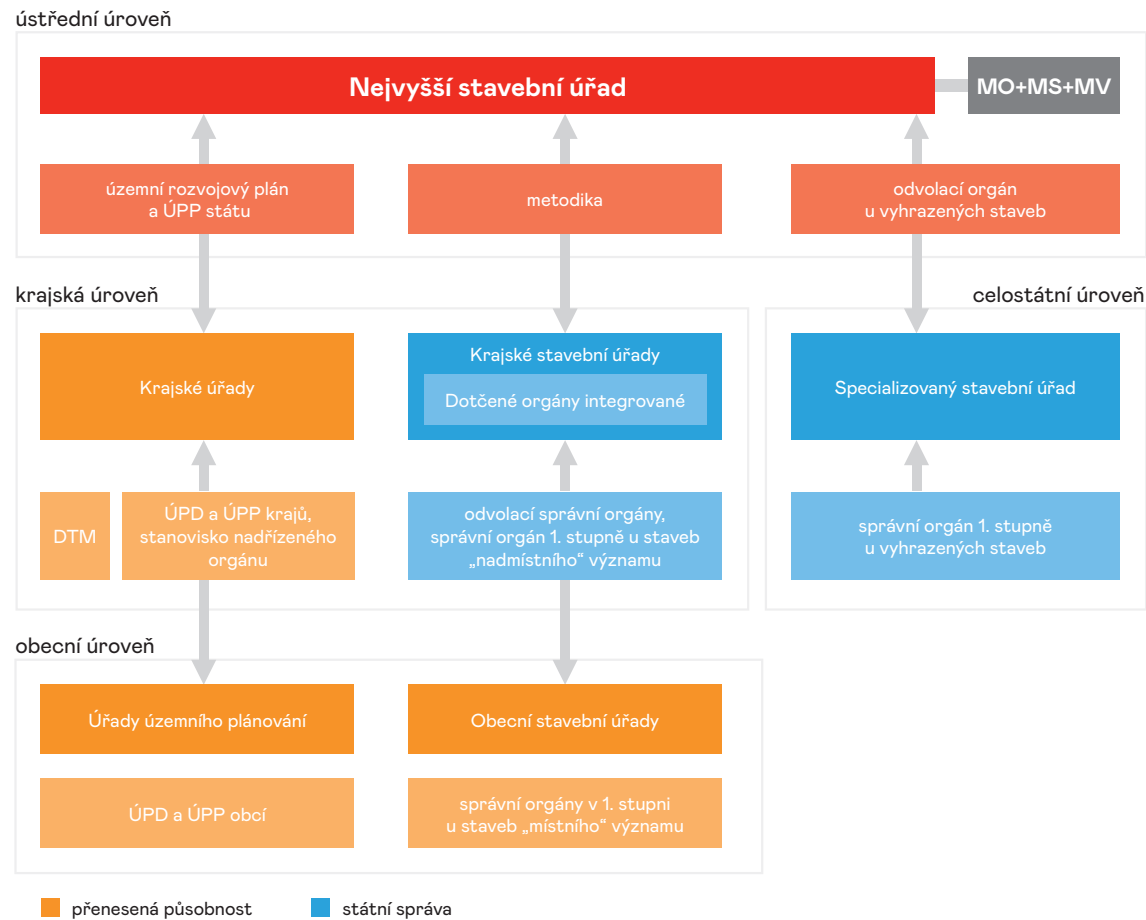 ústřední úroveň
Nejvyšší stavební úřad
MO+MS+MV
územní rozvojový plán
a ÚPP státu
metodika
odvolací orgán
u vyhrazených staveb
krajská úroveň
celostátní úroveň
Krajské úřady
Krajské stavební úřady
Dotčené orgány integrované
Specializovaný stavební úřad
DTM
ÚPD a ÚPP krajů,
stanovisko nadřízeného
orgánu
odvolací správní orgány,
správní orgán 1. stupně u staveb
„nadmístního“ významu
správní orgán 1. stupně
u vyhrazených staveb
obecní úroveň
Úřady územního plánování
Obecní stavební úřady
ÚPD a ÚPP obcí
správní orgány v 1. stupni
u staveb „místního“ významu
přenesená působnost
státní správa